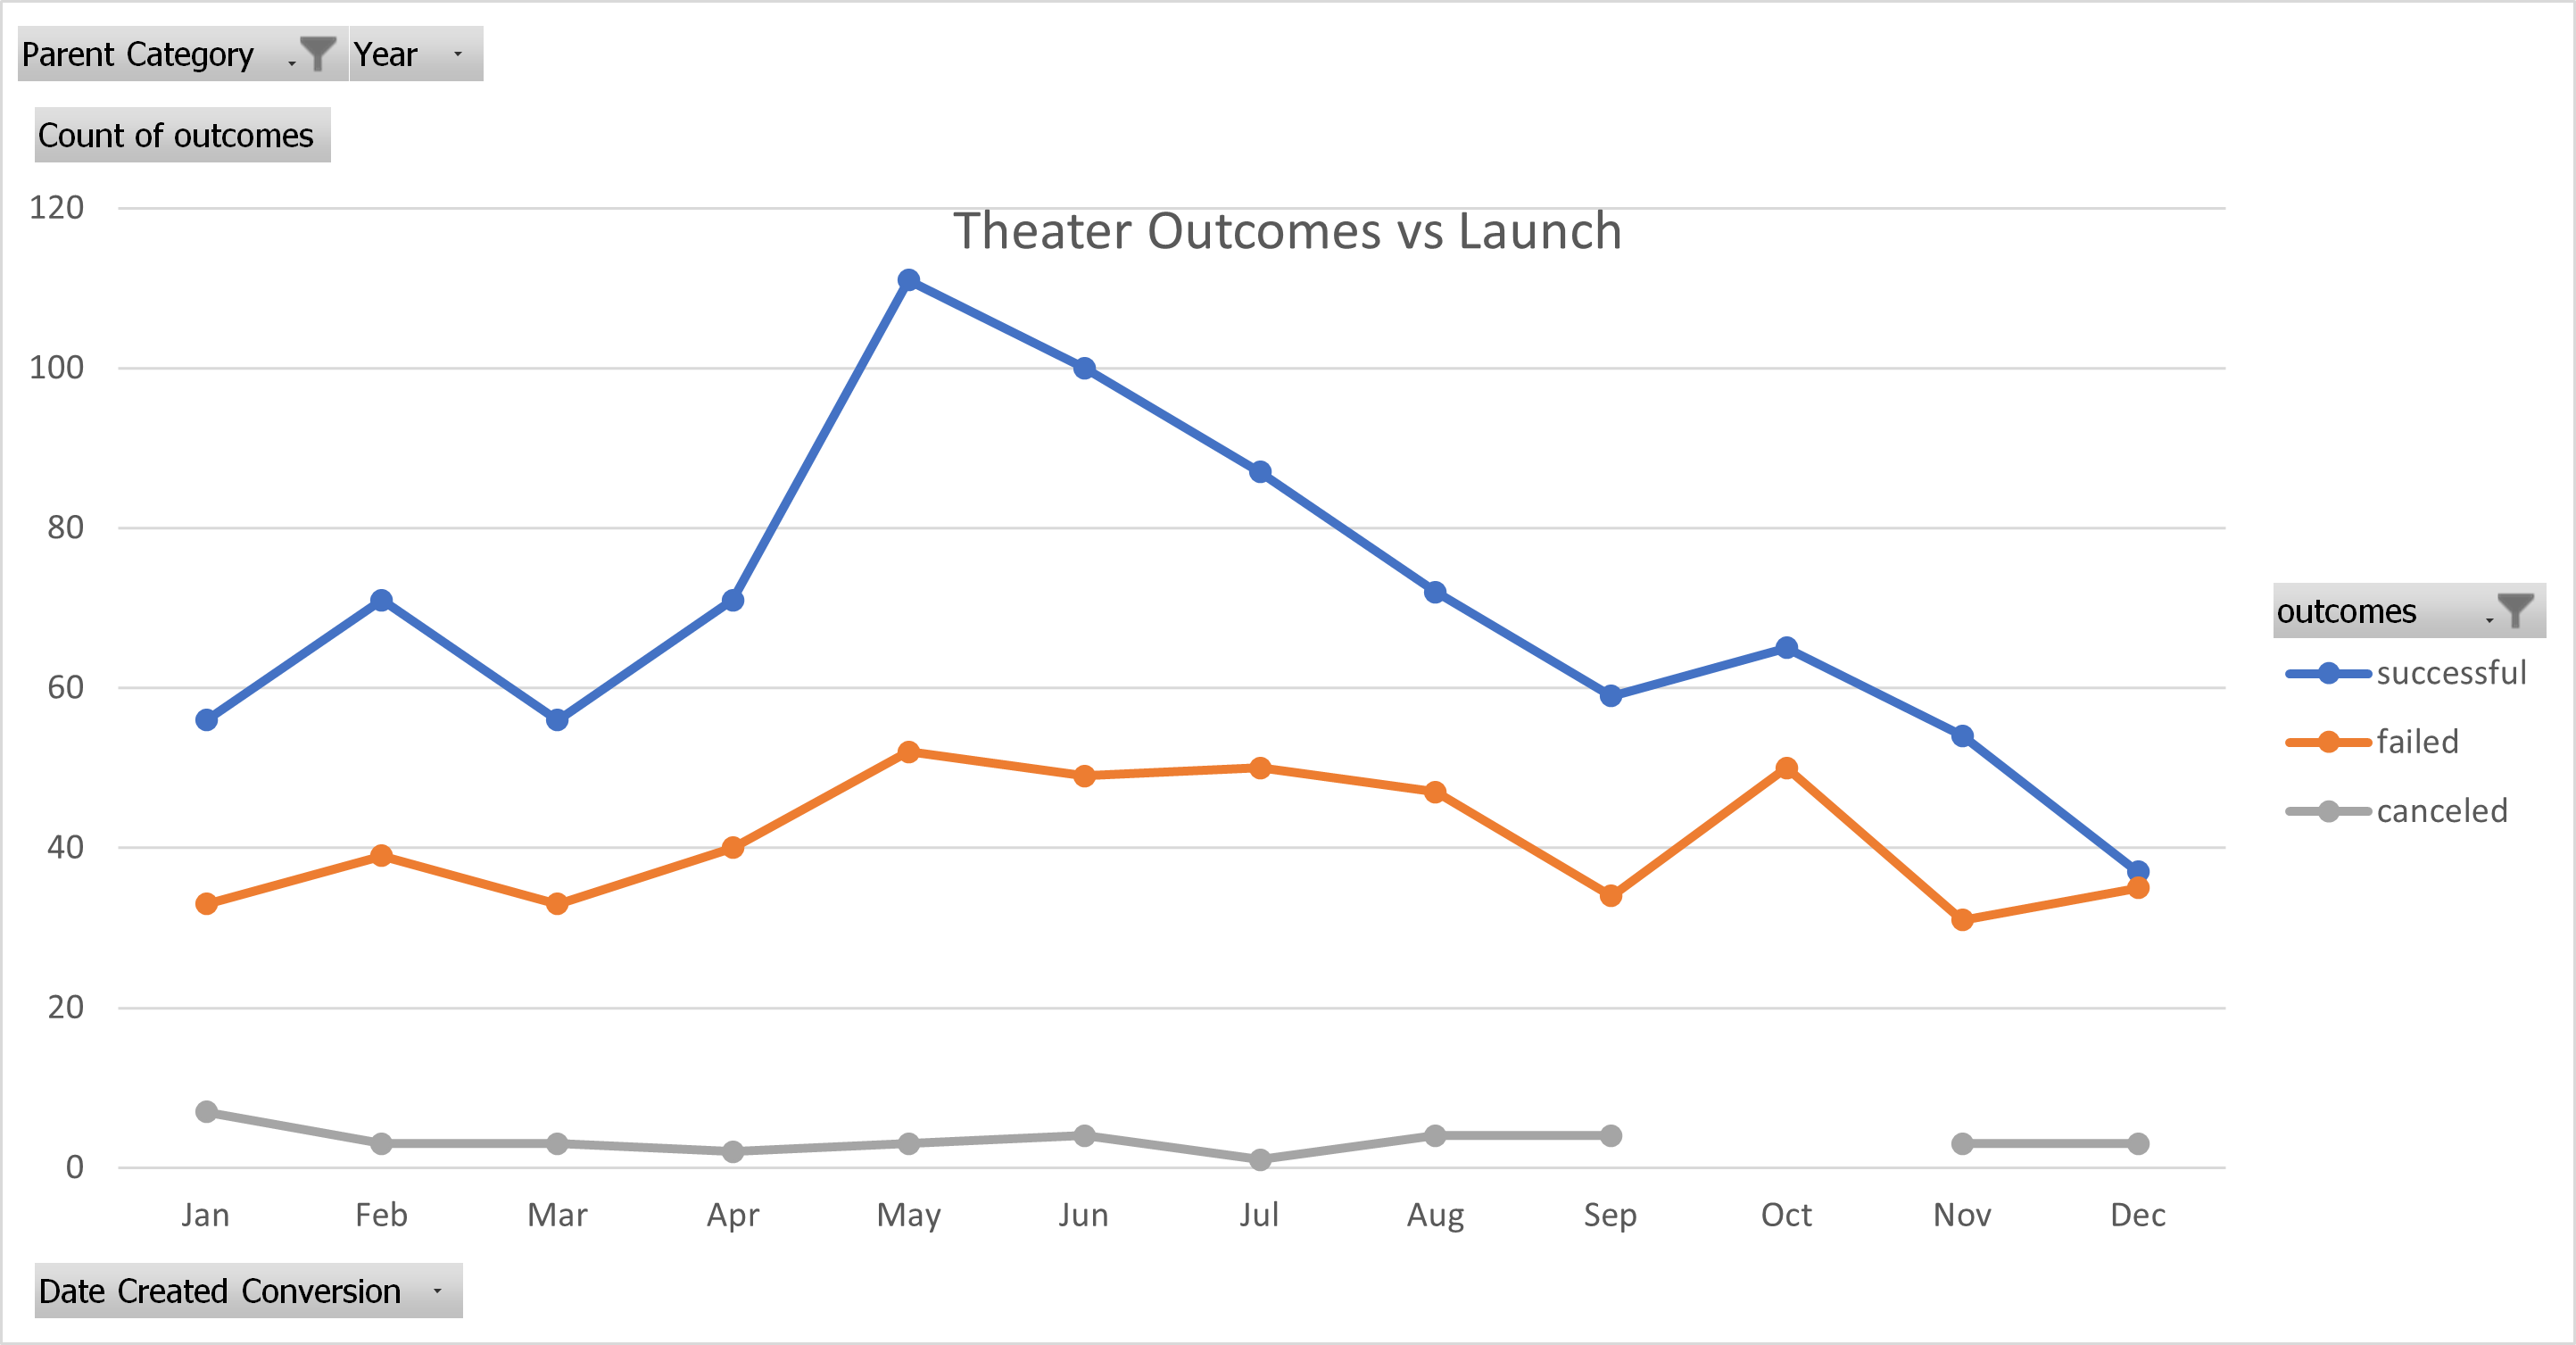 Parent Category Year
Count of outcomes
Theater Outcomes vs Launch
120
100
80
60
40
20
0
Jan Feb Mar Apr May Jun Jul Aug Sep Oct Nov Dec
outcomes
successful
failed
canceled
Date Created Conversion